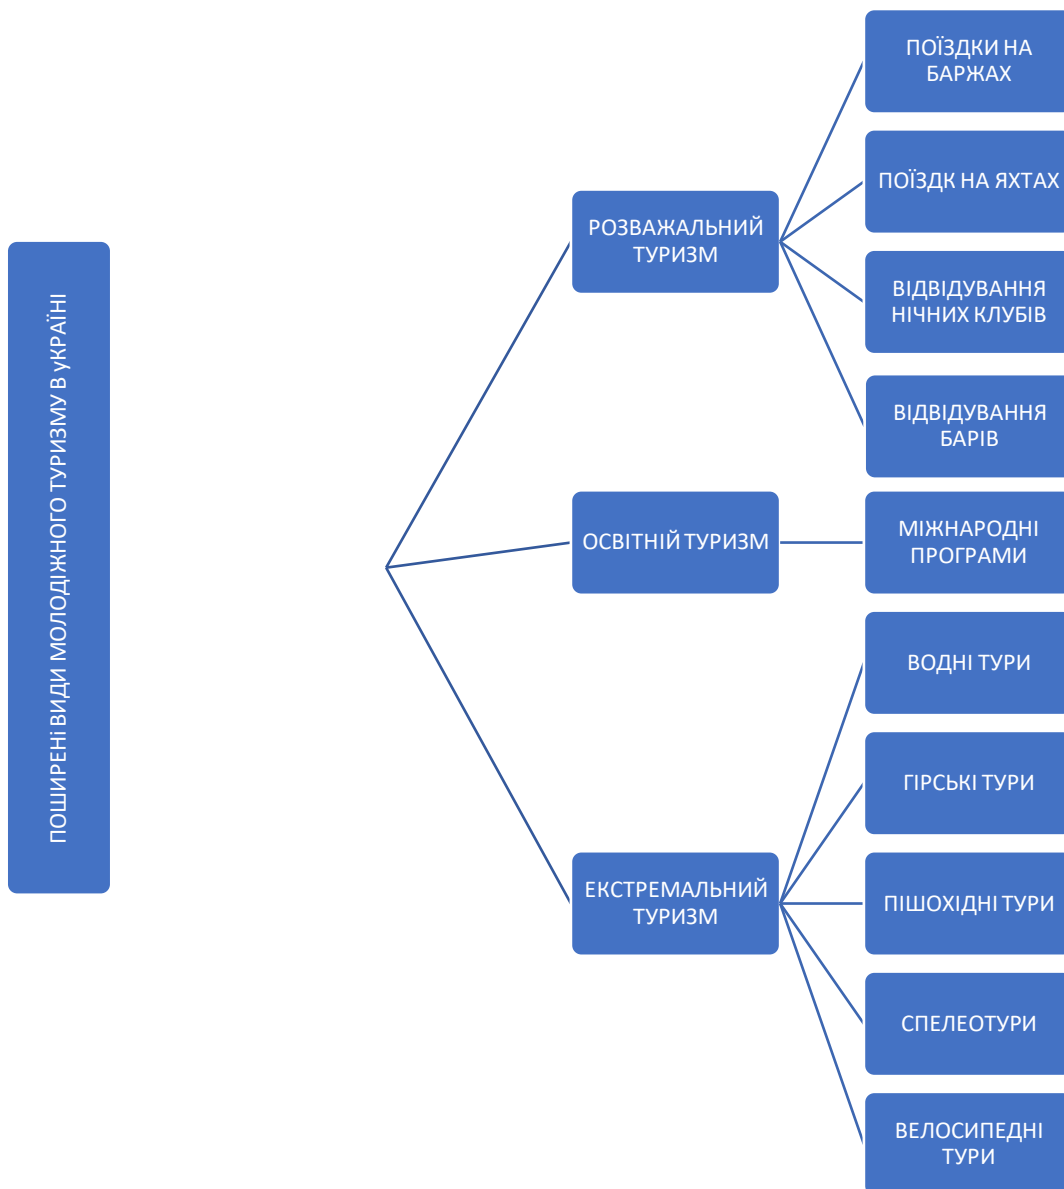 ПОШИРЕНі ВИДИ МОЛОДІЖНОГО ТУРИЗМУ В уКРАЇНІ
РОЗВАЖАЛЬНИЙ
ТУРИЗМ
ПОЇЗДКИ НА
БАРЖАХ
ПОЇЗДК НА ЯХТАХ
ВІДВІДУВАННЯ
НІЧНИХ КЛУБІВ
ВІДВІДУВАННЯ
БАРІВ
ОСВІТНІЙ ТУРИЗМ
МІЖНАРОДНІ
ПРОГРАМИ
ЕКСТРЕМАЛЬНИЙ
ТУРИЗМ
ВОДНІ ТУРИ
ГІРСЬКІ ТУРИ
ПІШОХІДНІ ТУРИ
СПЕЛЕОТУРИ
ВЕЛОСИПЕДНІ
ТУРИ